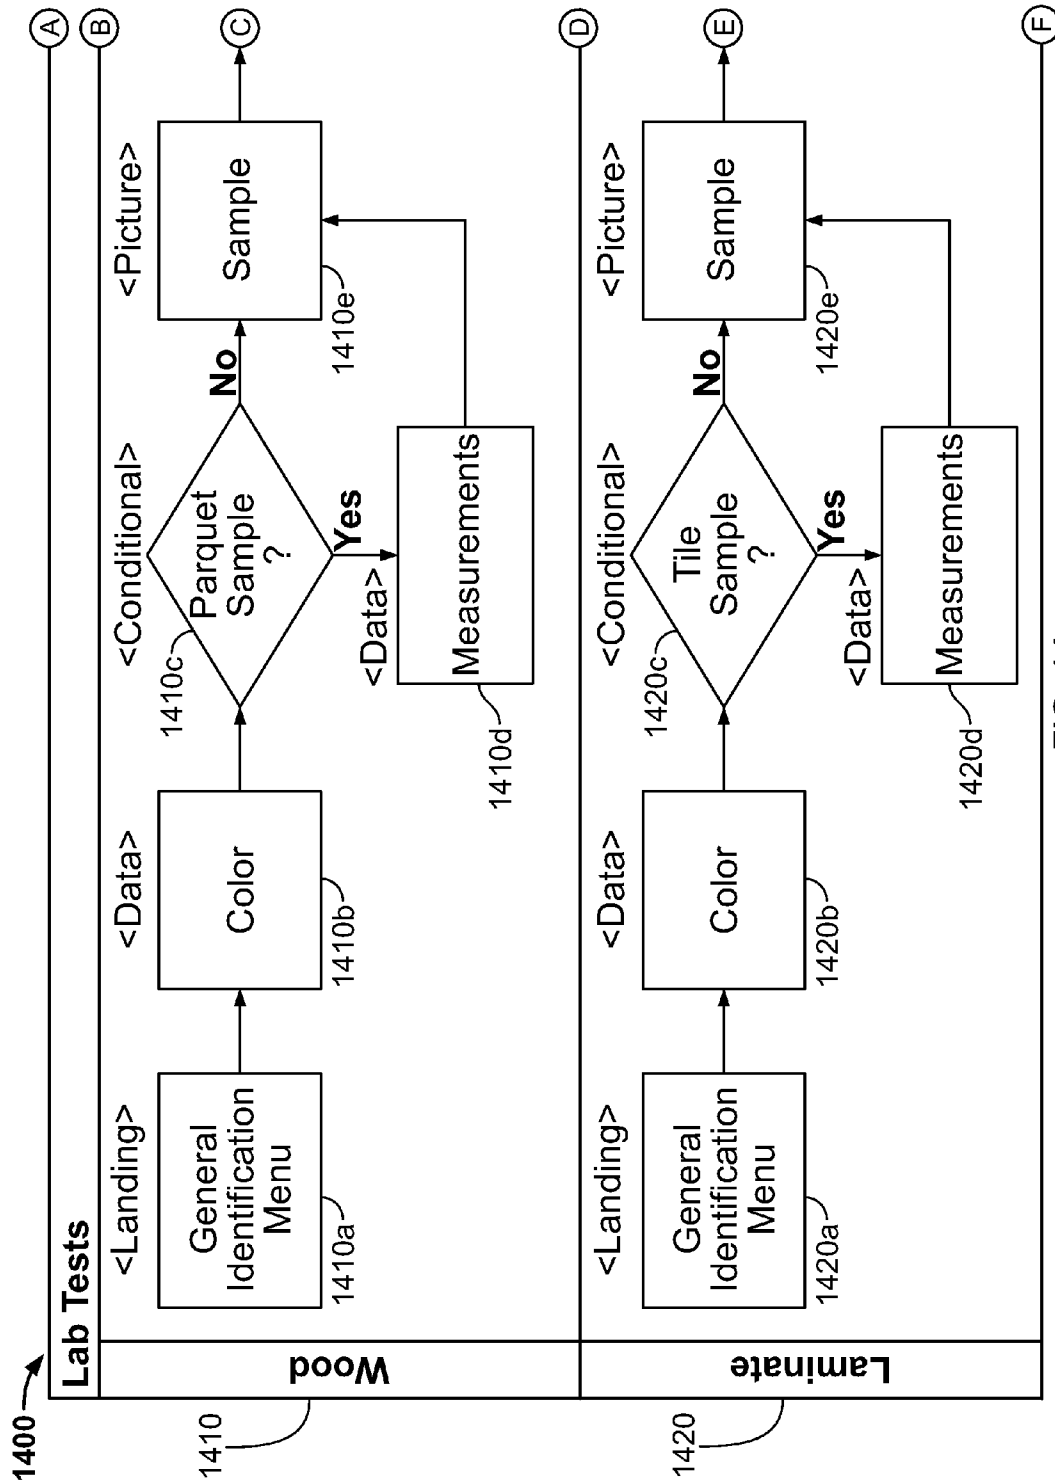 1400
Lab Tests
A
B
1410
Wood
<Landing>
General
Identification
Menu
1410a
<Data>
Color
1410b
<Conditional>
Parquet
Sample
?
1410c
No
Yes
<Data>
Measurements
1410d
<Picture>
Sample
1410e
C
D
1420
Laminate
<Landing>
General
Identification
Menu
1420a
<Data>
Color
1420b
<Conditional>
Tile
Sample
?
1420c
No
Yes
<Data>
Measurements
1420d
<Picture>
Sample
1420e
E
F